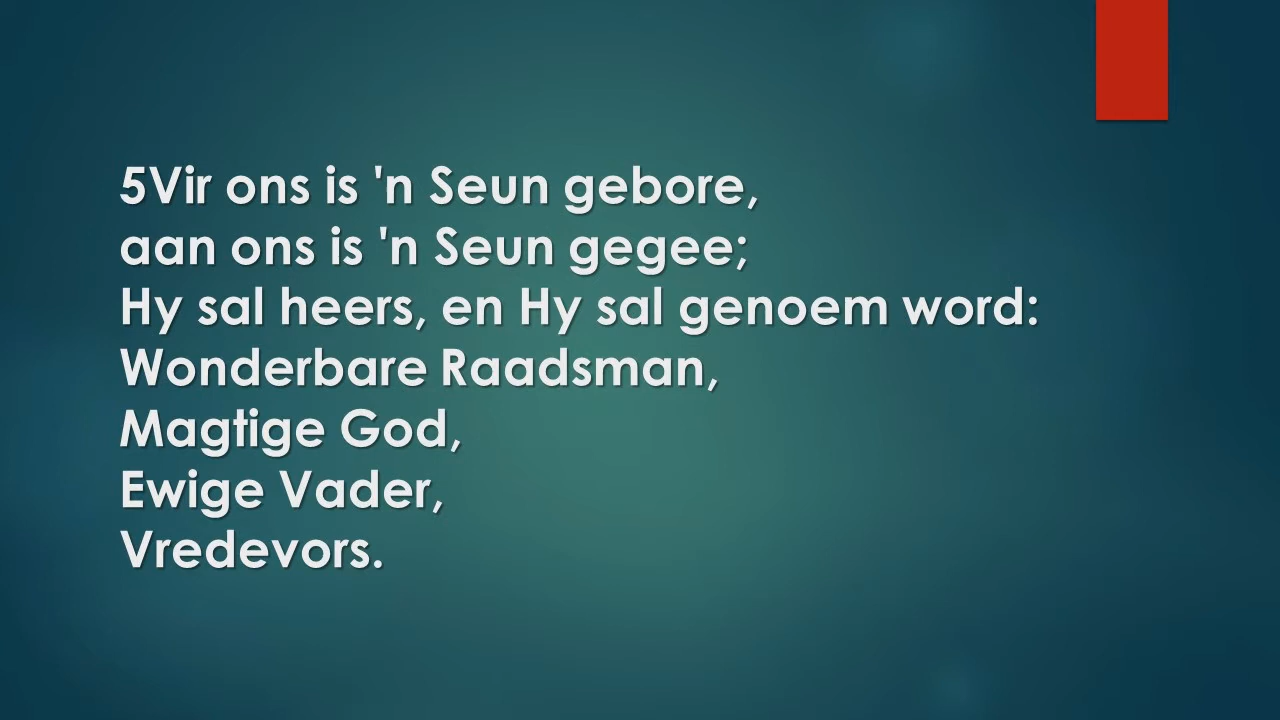 5Vir ons is 'n Seun gebore,
aan ons is 'n Seun gegee;
Hy sal heers, en Hy sal genoem word:
Wonderbare Raadsman,
Magtige God,
Ewige Vader,
Vredevors.